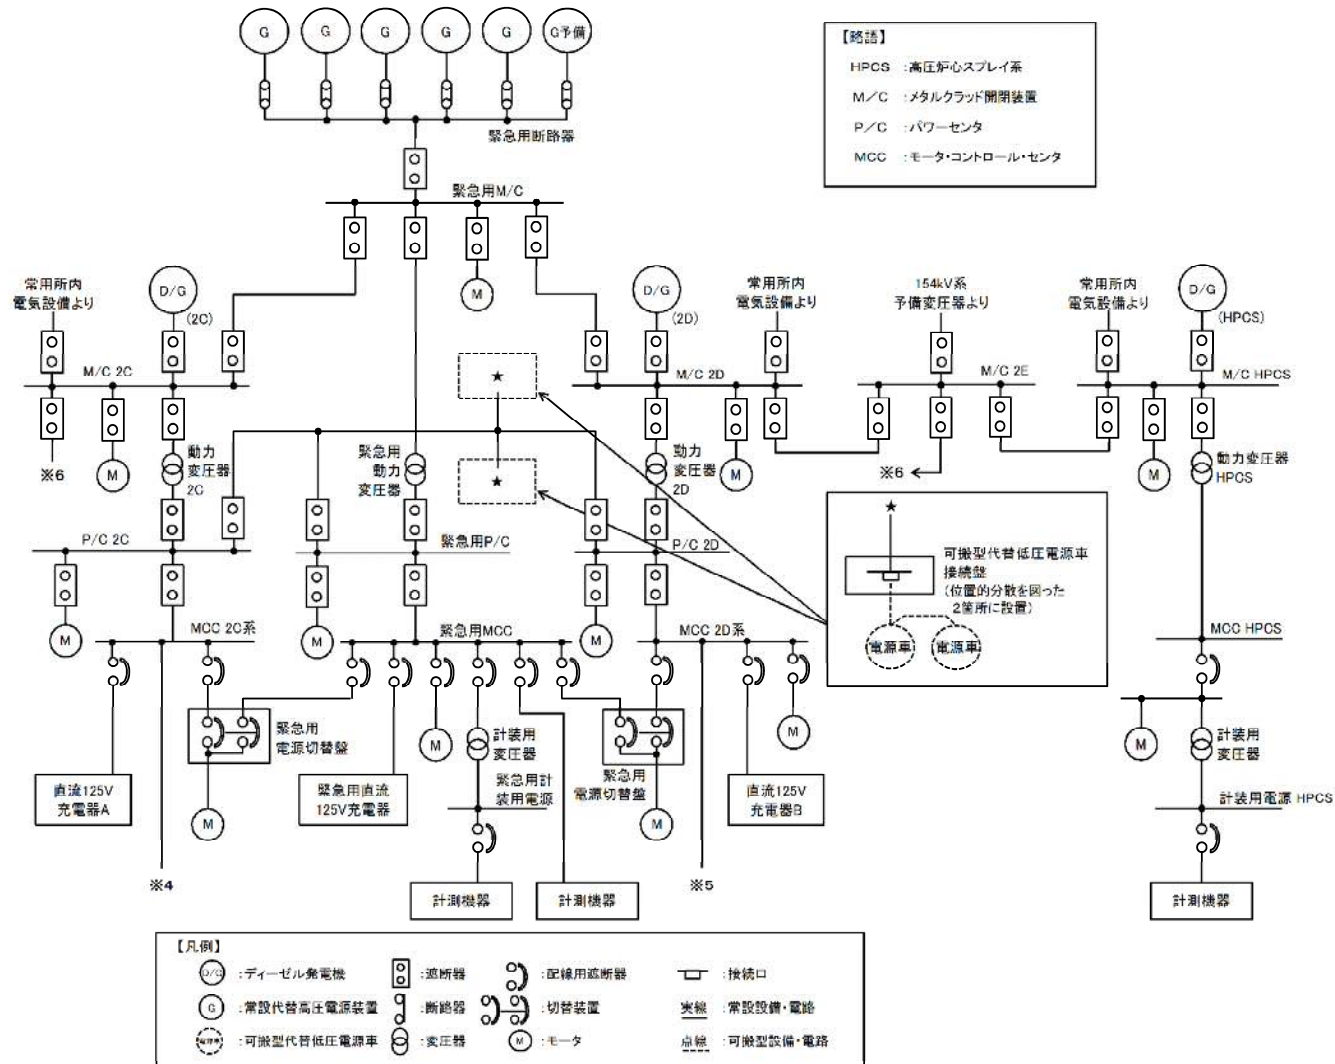 G
G
G
G
G
G予備
緊急用断路器
【略語】
HPCS :高圧炉心スプレイ系
M/C :メタルクラッド開閉装置
P/C :パワーセンタ
MCC :モータ・コントロール・センタ
緊急用M/C
常用所内
電気設備より
D/G
(2C)
M
D/G
(2D)
常用所内
電気設備より
154kV系
予備変圧器より
常用所内
電気設備より
D/G
(HPCS)
M/C 2C
★
M/C 2D
M/C 2E
M/C HPCS
※6
M
動力
変圧器
2C
緊急用
動力
変圧器
★
動力
変圧器
2D
M
※6
M
動力変圧器
HPCS
P/C 2C
緊急用P/C
P/C 2D
★
可搬型代替低圧電源車
接続盤
(位置的分散を図った
2箇所に設置)
電源車
電源車
M
MCC 2C系
M
緊急用MCC
M
MCC 2D系
MCC HPCS
緊急用
電源切替盤
M
計装用
変圧器
緊急用
電源切替盤
M
M
計装用
変圧器
直流125V
充電器A
M
緊急用直流
125V充電器
緊急用計
装用電源
M
直流125V
充電器B
計装用電源 HPCS
※4
計測機器
計測機器
※5
計測機器
【凡例】
D/G :ディーゼル発電機
:遮断器
:配線用遮断器
:接続口
G :常設代替高圧電源装置
:断路器
:切替装置
実線 :常設設備・電路
電源車 :可搬型代替低圧電源車
:変圧器
M :モータ
点線 :可搬型設備・電路